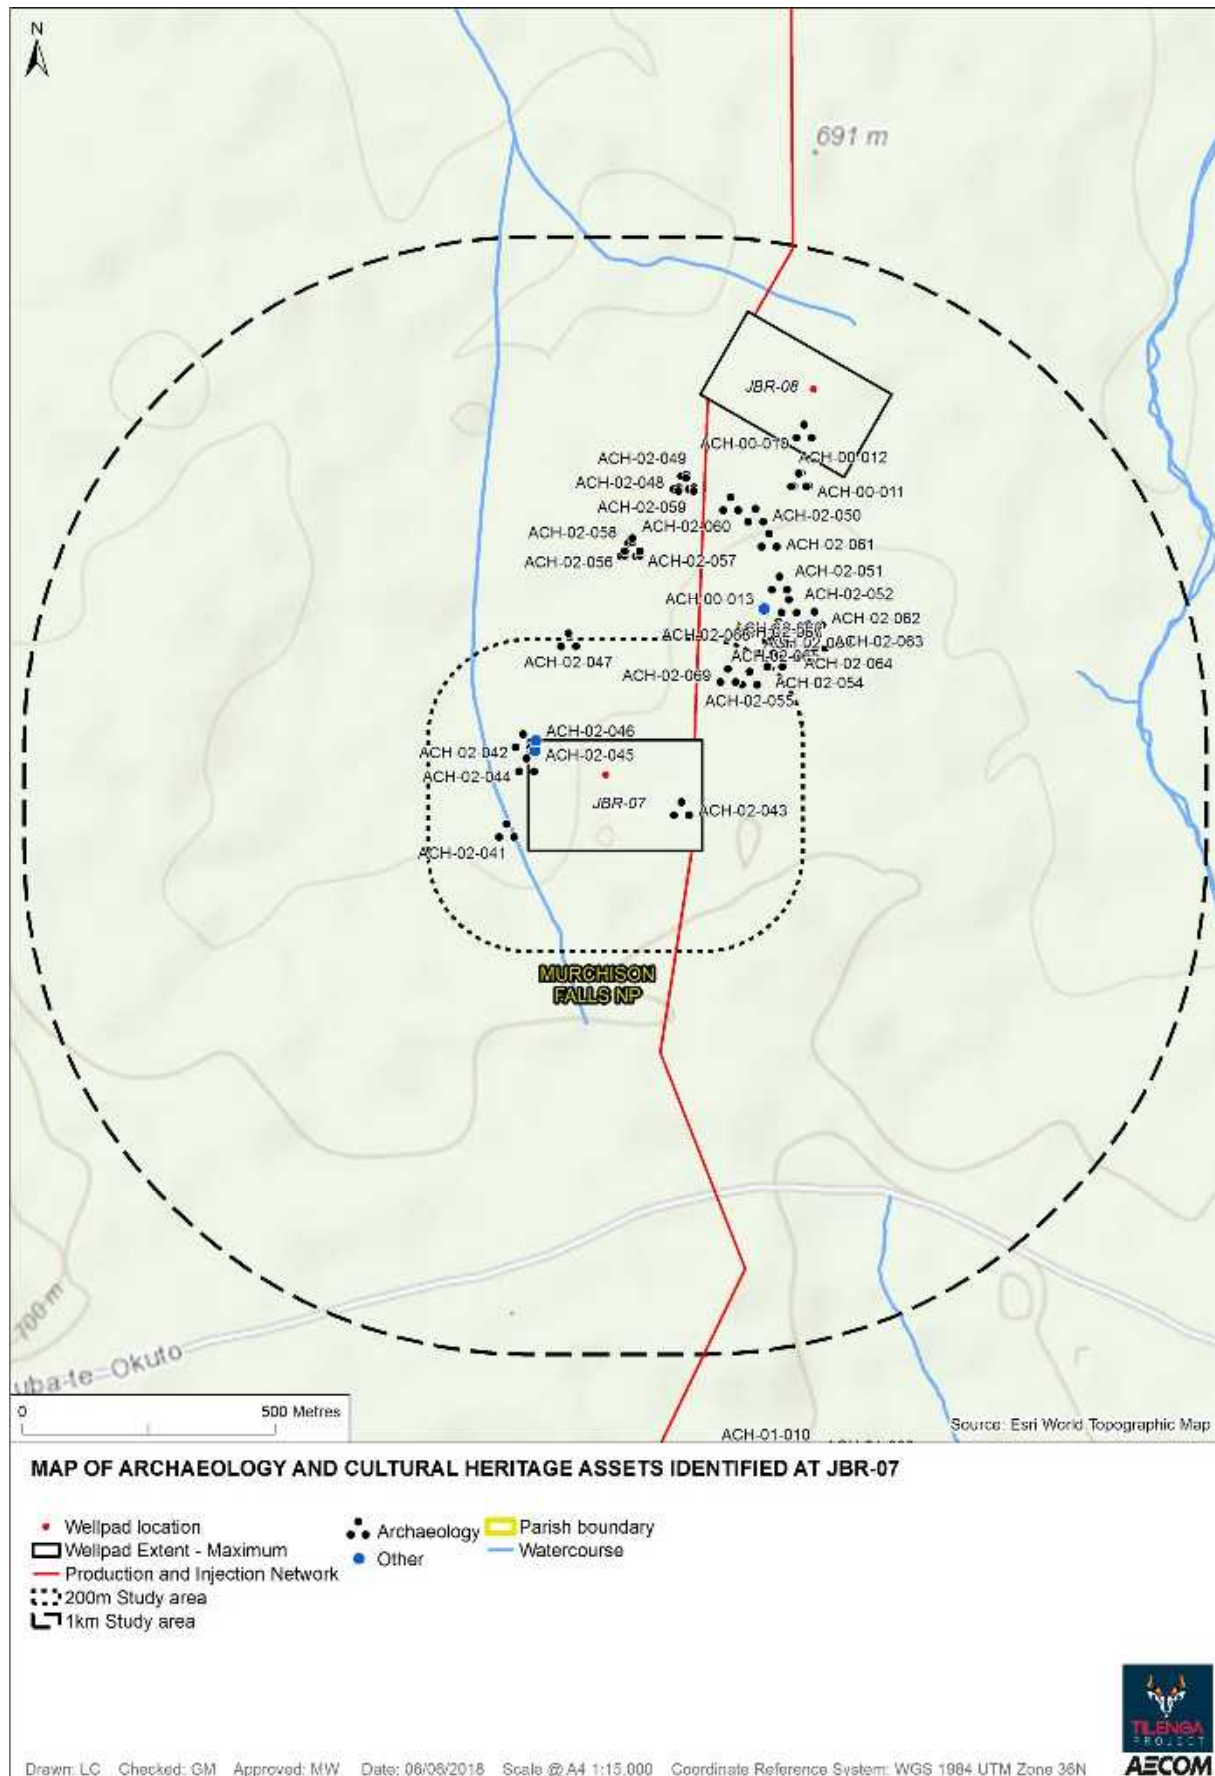 N
691 m
JBR-08
ACH-00-010
ACH-02-049
ACH-00-012
ACH-02-048
ACH-00-011
ACH-02-059
ACH-02-050
ACH-02-058
ACH-02-060
ACH-02-061
ACH-02-056
ACH-02-057
ACH-02-051
ACH-00-013
ACH-02-052
ACH-02-062
ACH-02-063
ACH-02-047
ACH-02-064
ACH-02-069
ACH-02-054
ACH-02-055
ACH-02-046
ACH-02-042
ACH-02-045
ACH-02-044
JBR-07
ACH-02-043
ACH-02-041
MURCHISON
FALLS NP
700 m
uba-te-Okuto
0
500 Metres
Source: Esri World Topographic Map
ACH-01-010
MAP OF ARCHAEOLOGY AND CULTURAL HERITAGE ASSETS IDENTIFIED AT JBR-07
Wellpad location
Wellpad Extent - Maximum
Production and Injection Network
200m Study area
1km Study area
Archaeology
Other
Parish boundary
Watercourse
TILENGA
PROJECT
Drawn: LC Checked: GM Approved: MW Date: 06/06/2018 Scale @ A4 1:15,000 Coordinate Reference System: WGS 1984 UTM Zone 36N
AECOM